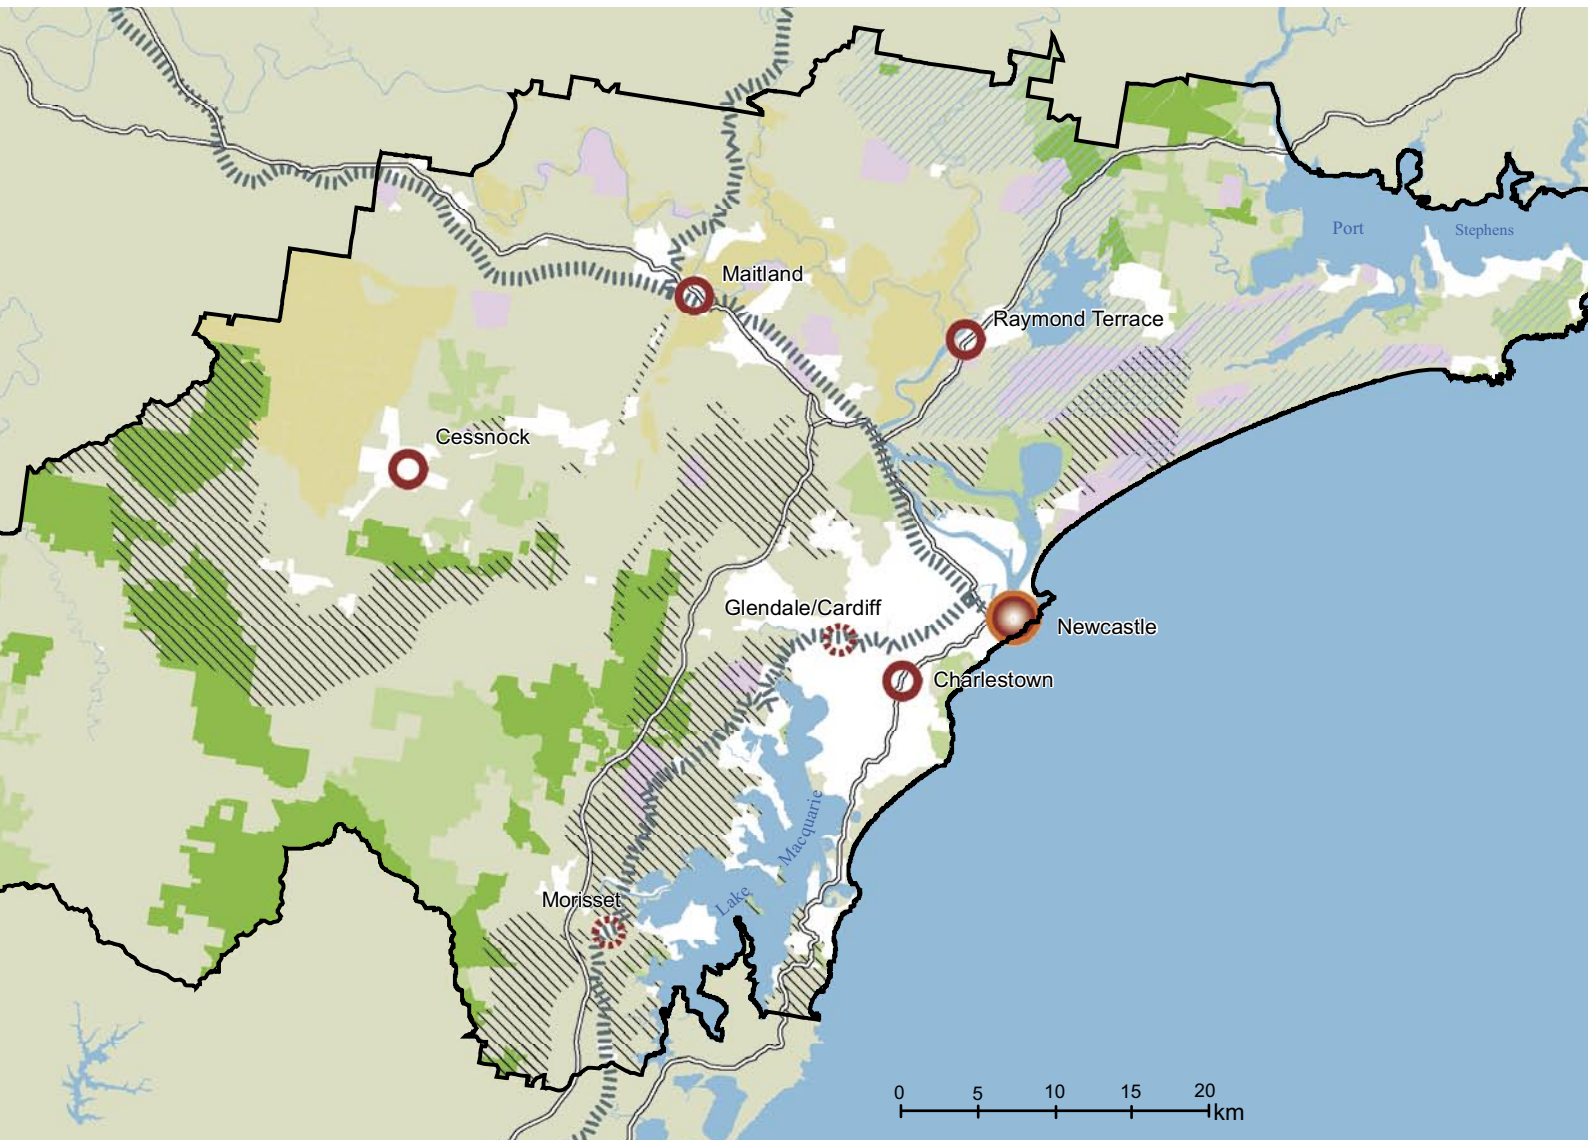 Port
Stephens
Maitland
Raymond Terrace
Cessnock
Glendale/Cardiff
Newcastle
Charlestown
Lake Macquarie
Morisset
0 5 10 15 20
km